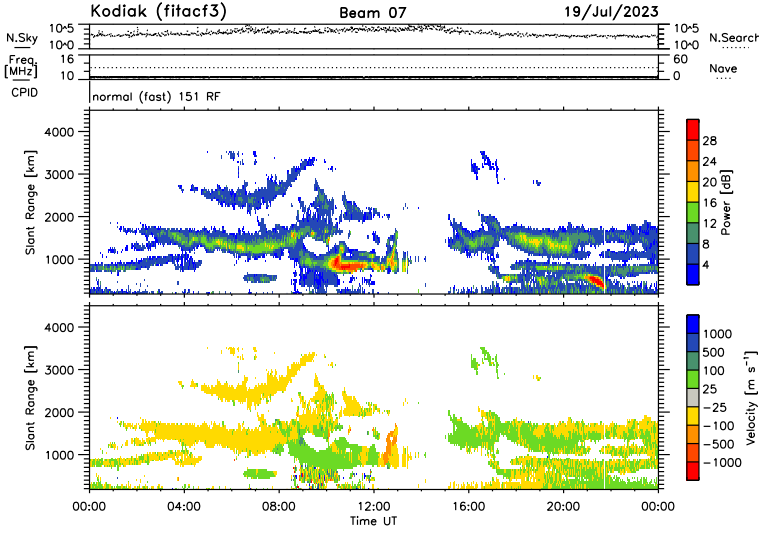 Kodiak (fitacf3) Beam 07 19/Jul/2023
N.Sky 10^5 10^5 N.Search
10^0 10^0
Freq. 16 60 Nave
[MHz] 10 0
CPID normal (fast) 151 RF
4000
3000
2000
1000
Slant Range [km]
28
24
20
16
12
8
4
Power [dB]
4000
3000
2000
1000
Slant Range [km]
1000
500
100
25
-25
-100
-500
-1000
Velocity [m s⁻¹]
00:00 04:00 08:00 12:00 16:00 20:00 00:00
Time UT